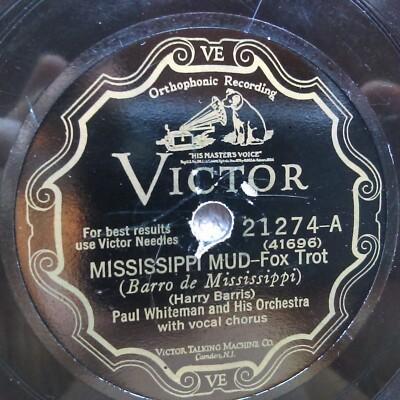 VE
Orthophonic Recording
"HIS MASTER'S VOICE"
VICTOR
For best results
use Victor Needles
21274-A
(41696)
MISSISSIPPI MUD-Fox Trot
(Barro de Mississippi)
(Harry Barris)
Paul Whiteman and His Orchestra
with vocal chorus
VICTOR TALKING MACHINE CO.
Camden, N.J.
VE